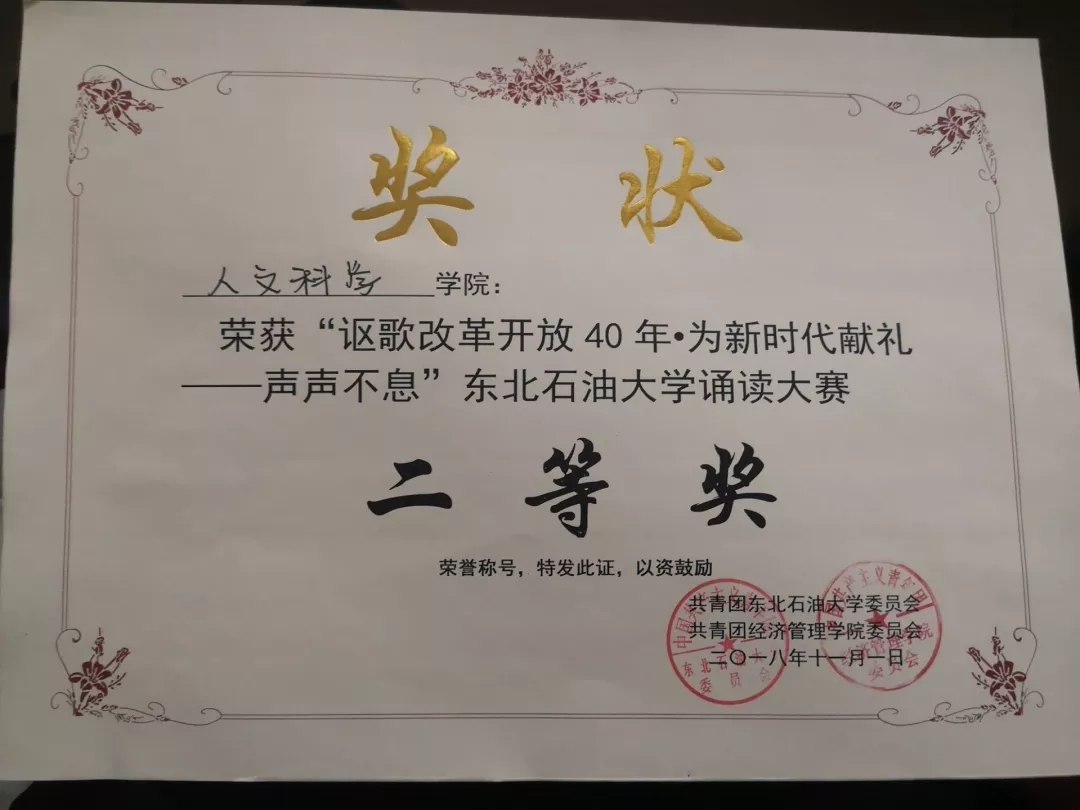 奖状
人文科学学院：
荣获“讴歌改革开放40年•为新时代献礼
——声声不息”东北石油大学诵读大赛
二等奖
荣誉称号，特发此证，以资鼓励
共青团东北石油大学委员会
共青团经济管理学院委员会
二〇一八年十一月一日